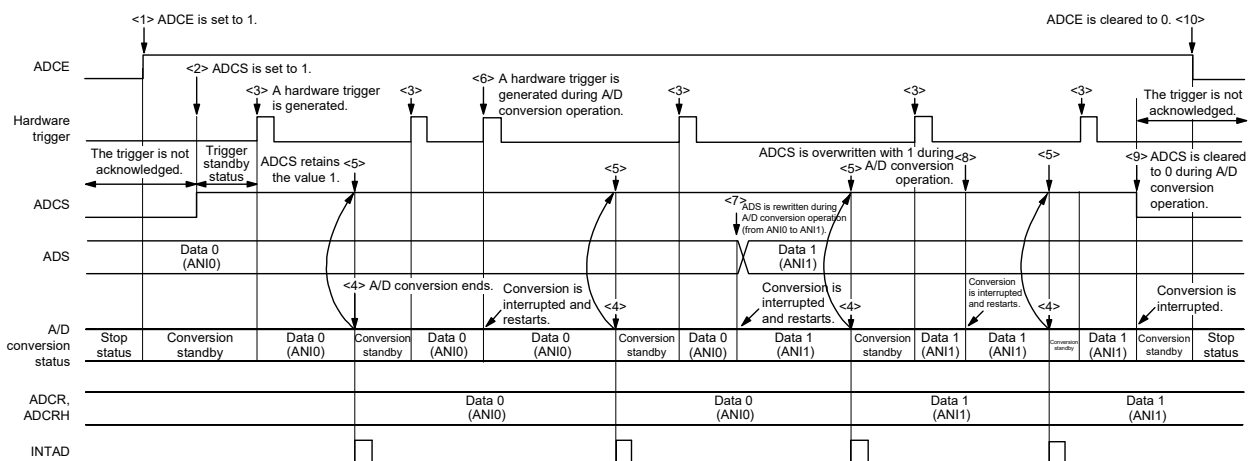 <1> ADCE is set to 1.
ADCE is cleared to 0. <10>
ADCE
<2> ADCS is set to 1.
<3> A hardware trigger
is generated.
<3>
<6> A hardware trigger is
generated during A/D
conversion operation.
<3>
<3>
<3>
The trigger is not
acknowledged.
Hardware
trigger
The trigger is not
acknowledged.
Trigger
standby
status
ADCS retains
the value 1.
<5>
<5>
ADCS is overwritten with 1 during
A/D conversion
operation.
<5>
<8>
<5>
<9> ADCS is cleared
to 0 during A/D
conversion
operation.
ADCS
<7> ADS is rewritten during
A/D conversion operation
(from ANI0 to ANI1).
ADS
Data 0
(ANI0)
Data 1
(ANI1)
<4> A/D conversion ends.
Conversion is
interrupted and
restarts.
<4>
Conversion is
interrupted
and restarts.
<4>
Conversion
is interrupted
and restarts.
<4>
Conversion is
interrupted.
A/D
conversion
status
Stop
status
Conversion
standby
Data 0
(ANI0)
Conversion
standby
Data 0
(ANI0)
Data 0
(ANI0)
Conversion
standby
Data 0
(ANI0)
Data 1
(ANI1)
Conversion
standby
Data 1
(ANI1)
Data 1
(ANI1)
Conversion
standby
Data 1
(ANI1)
Conversion
standby
Stop
status
ADCR,
ADCRH
Data 0
(ANI0)
Data 0
(ANI0)
Data 1
(ANI1)
Data 1
(ANI1)
INTAD